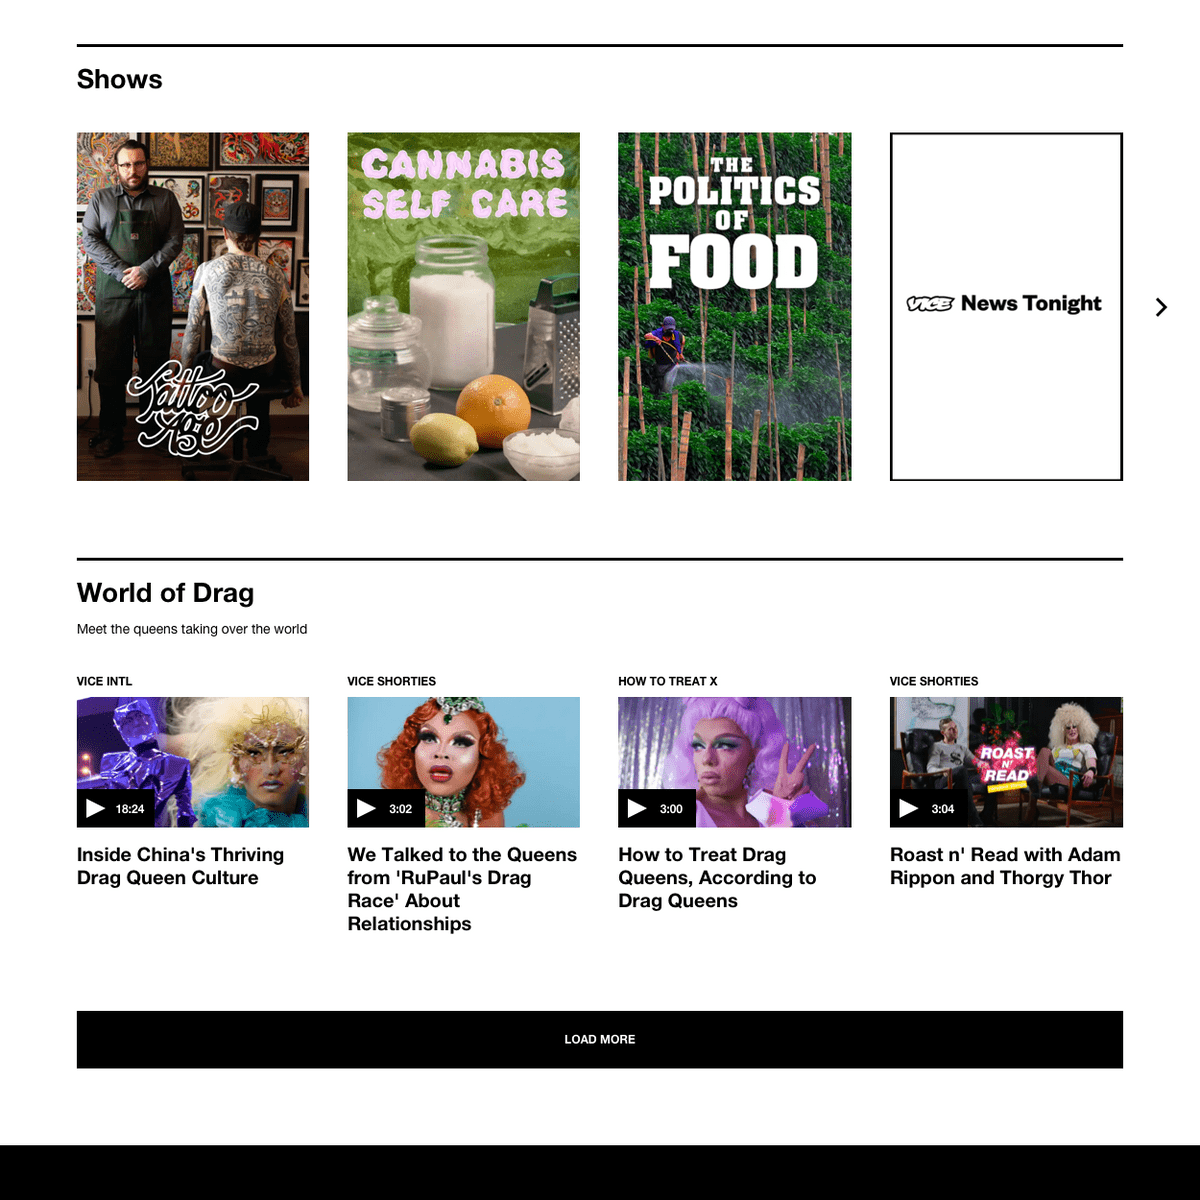 Shows
Tattoo
Age
CANNABIS
SELF CARE
THE
POLITICS
OF
FOOD
VICE News Tonight
World of Drag
Meet the queens taking over the world
VICE INTL
18:24
Inside China's Thriving
Drag Queen Culture
VICE SHORTIES
3:02
We Talked to the Queens
from 'RuPaul's Drag
Race' About
Relationships
HOW TO TREAT X
3:00
How to Treat Drag
Queens, According to
Drag Queens
VICE SHORTIES
ROAST
N'
READ
3:04
Roast n' Read with Adam
Rippon and Thorgy Thor
LOAD MORE